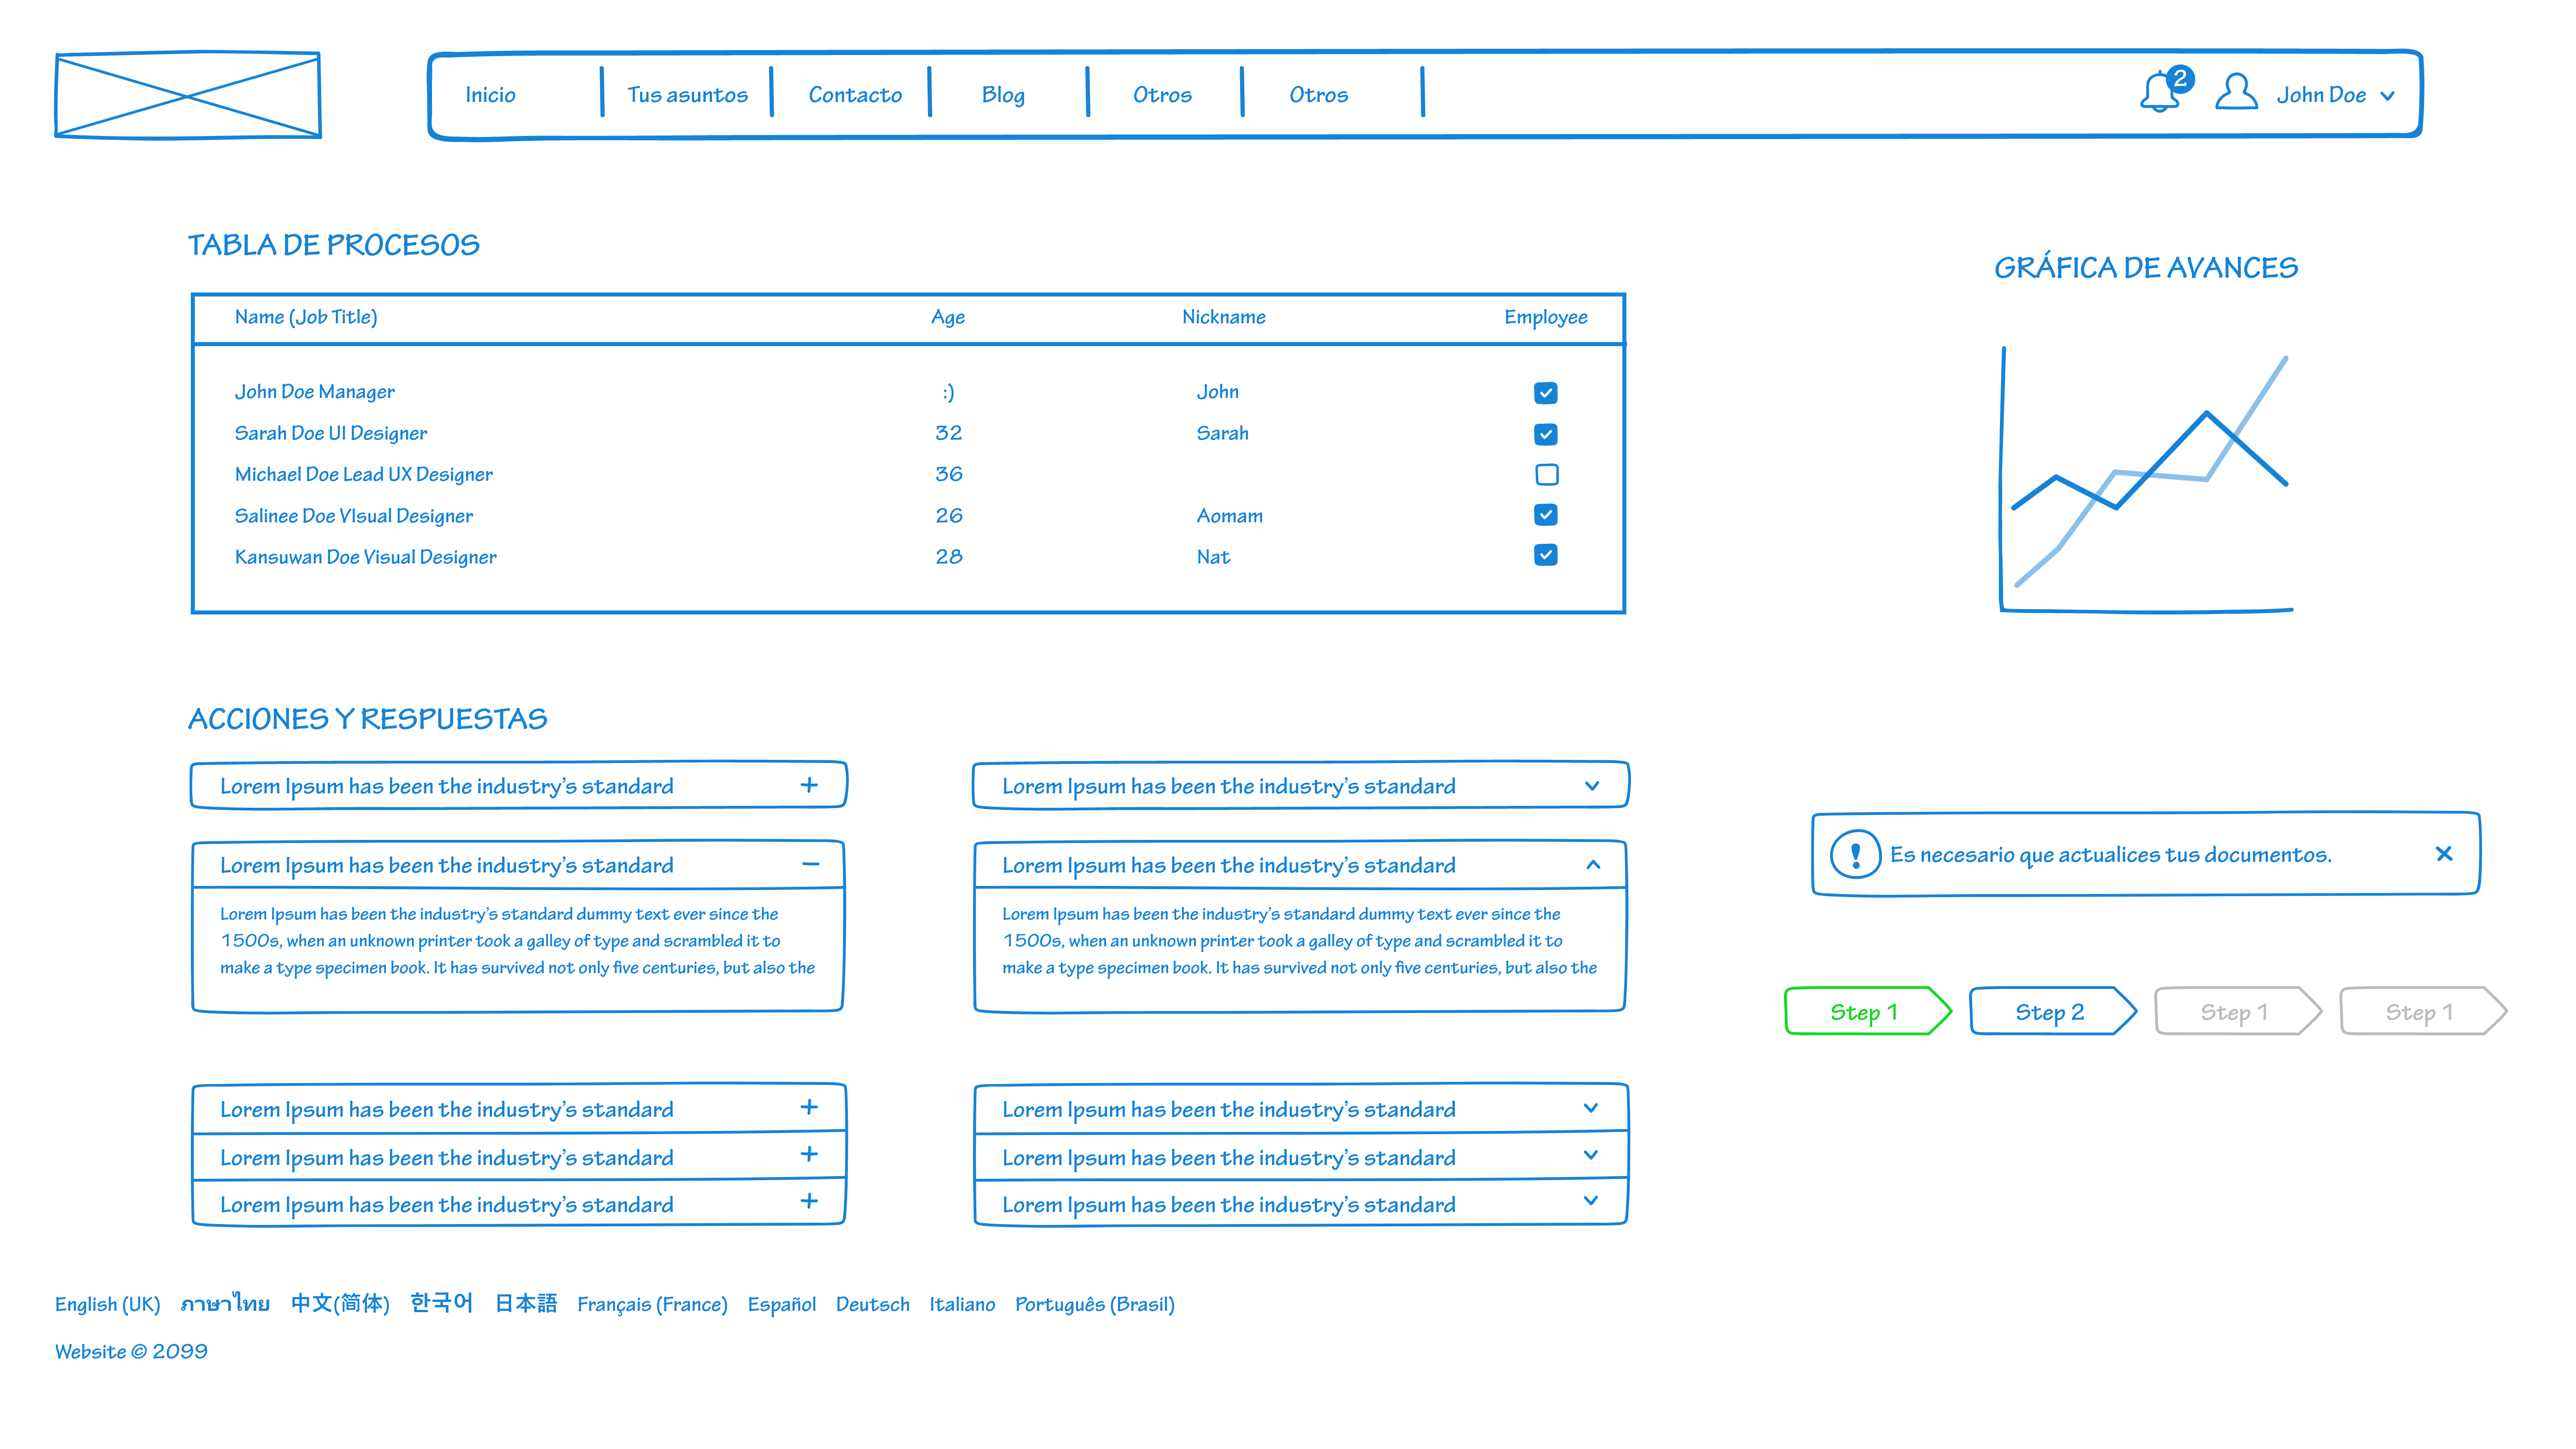 Inicio Tus asuntos Contacto Blog Otros Otros 2 John Doe
TABLA DE PROCESOS
Name (Job Title) Age Nickname Employee
John Doe Manager :) John
Sarah Doe UI Designer 32 Sarah
Michael Doe Lead UX Designer 36
Salinee Doe VIsual Designer 26 Aomam
Kansuwan Doe Visual Designer 28 Nat
GRÁFICA DE AVANCES
ACCIONES Y RESPUESTAS
Lorem Ipsum has been the industry's standard +
Lorem Ipsum has been the industry's standard −
Lorem Ipsum has been the industry's standard dummy text ever since the
1500s, when an unknown printer took a galley of type and scrambled it to
make a type specimen book. It has survived not only five centuries, but also the
Lorem Ipsum has been the industry's standard +
Lorem Ipsum has been the industry's standard +
Lorem Ipsum has been the industry's standard +
Lorem Ipsum has been the industry's standard
Lorem Ipsum has been the industry's standard
Lorem Ipsum has been the industry's standard dummy text ever since the
1500s, when an unknown printer took a galley of type and scrambled it to
make a type specimen book. It has survived not only five centuries, but also the
Lorem Ipsum has been the industry's standard
Lorem Ipsum has been the industry's standard
Lorem Ipsum has been the industry's standard
! Es necesario que actualices tus documentos. ×
Step 1 Step 2 Step 1 Step 1
English (UK) ภาษาไทย 中文(简体) 한국어 日本語 Français (France) Español Deutsch Italiano Português (Brasil)
Website © 2099